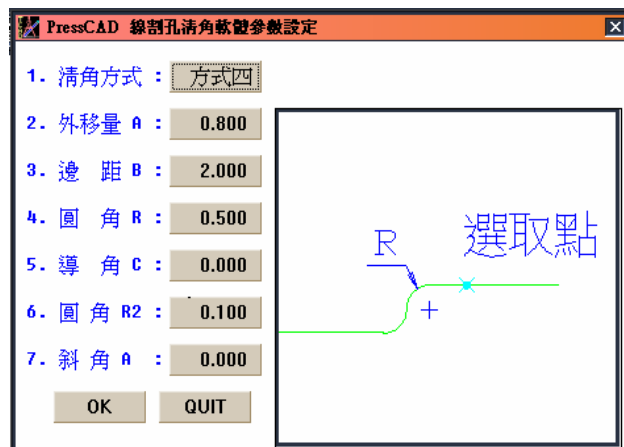 PressCAD 線割孔清角軟體參數設定
1. 清角方式 : 方式四
2. 外移量 A : 0.800
3. 邊 距 B : 2.000
4. 圓 角 R : 0.500
5. 導 角 C : 0.000
6. 圓 角 R2 : 0.100
7. 斜 角 A : 0.000
OK QUIT
R 選取點